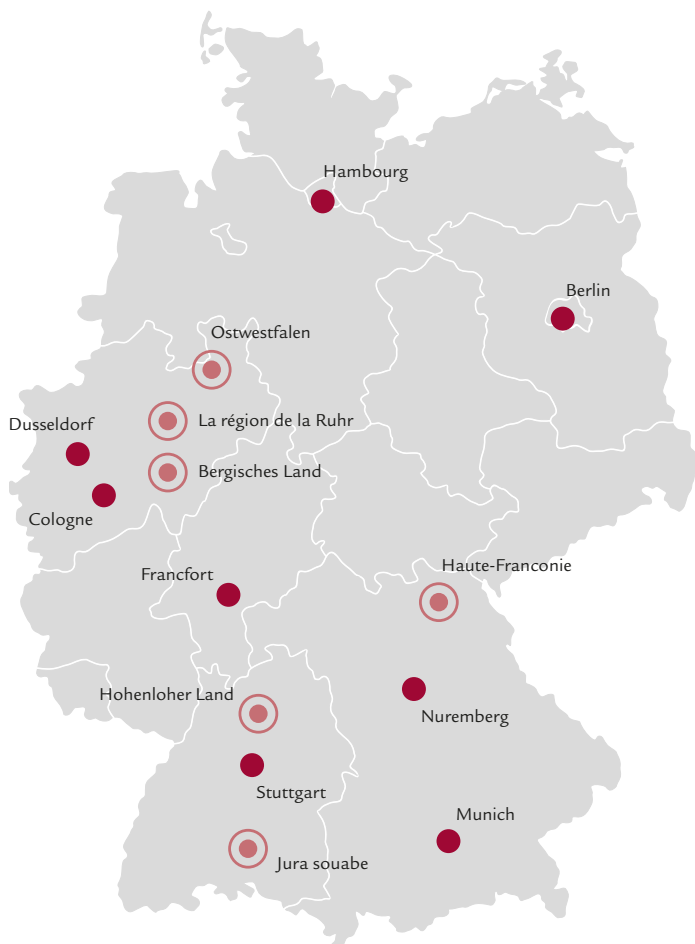 Hambourg
Berlin
Ostwestfalen
La région de la Ruhr
Dusseldorf
Bergisches Land
Cologne
Haute-Franconie
Francfort
Hohenloher Land
Nuremberg
Stuttgart
Munich
Jura souabe